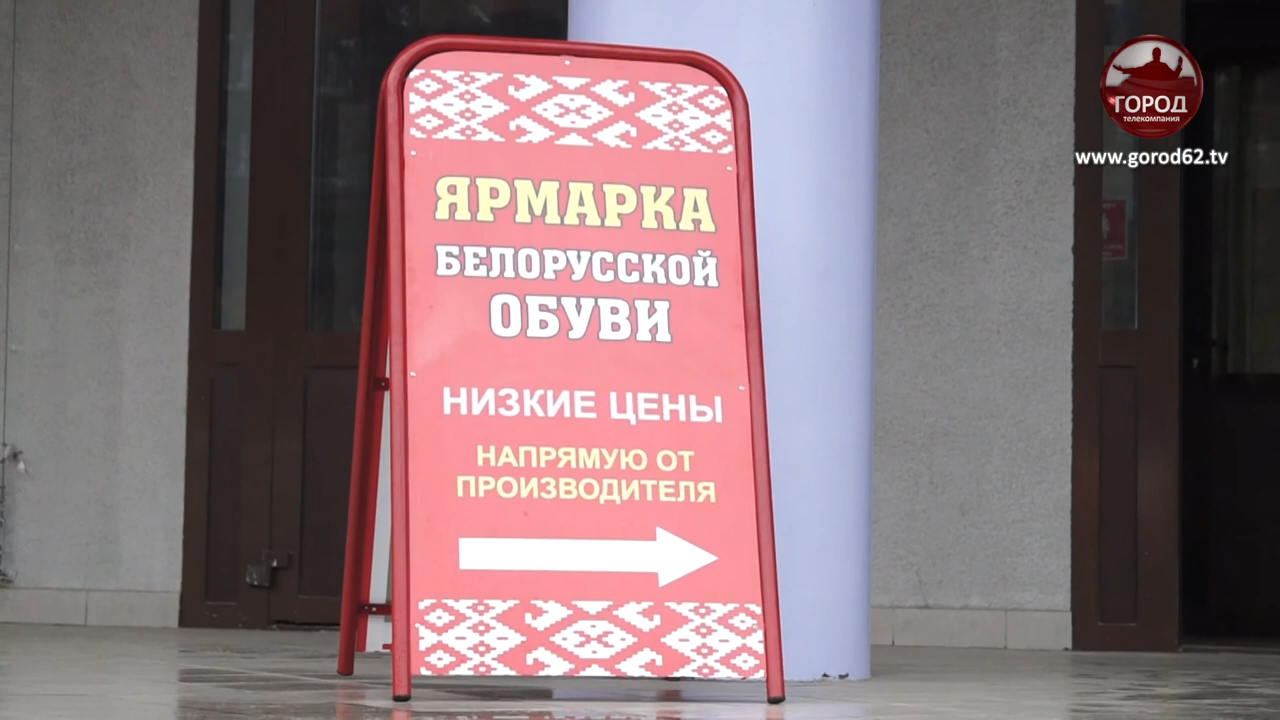 ЯРМАРКА
БЕЛОРУССКОЙ
ОБУВИ
НИЗКИЕ ЦЕНЫ
НАПРЯМУЮ ОТ
ПРОИЗВОДИТЕЛЯ
ГОРОД
телекомпания
www.gorod62.tv